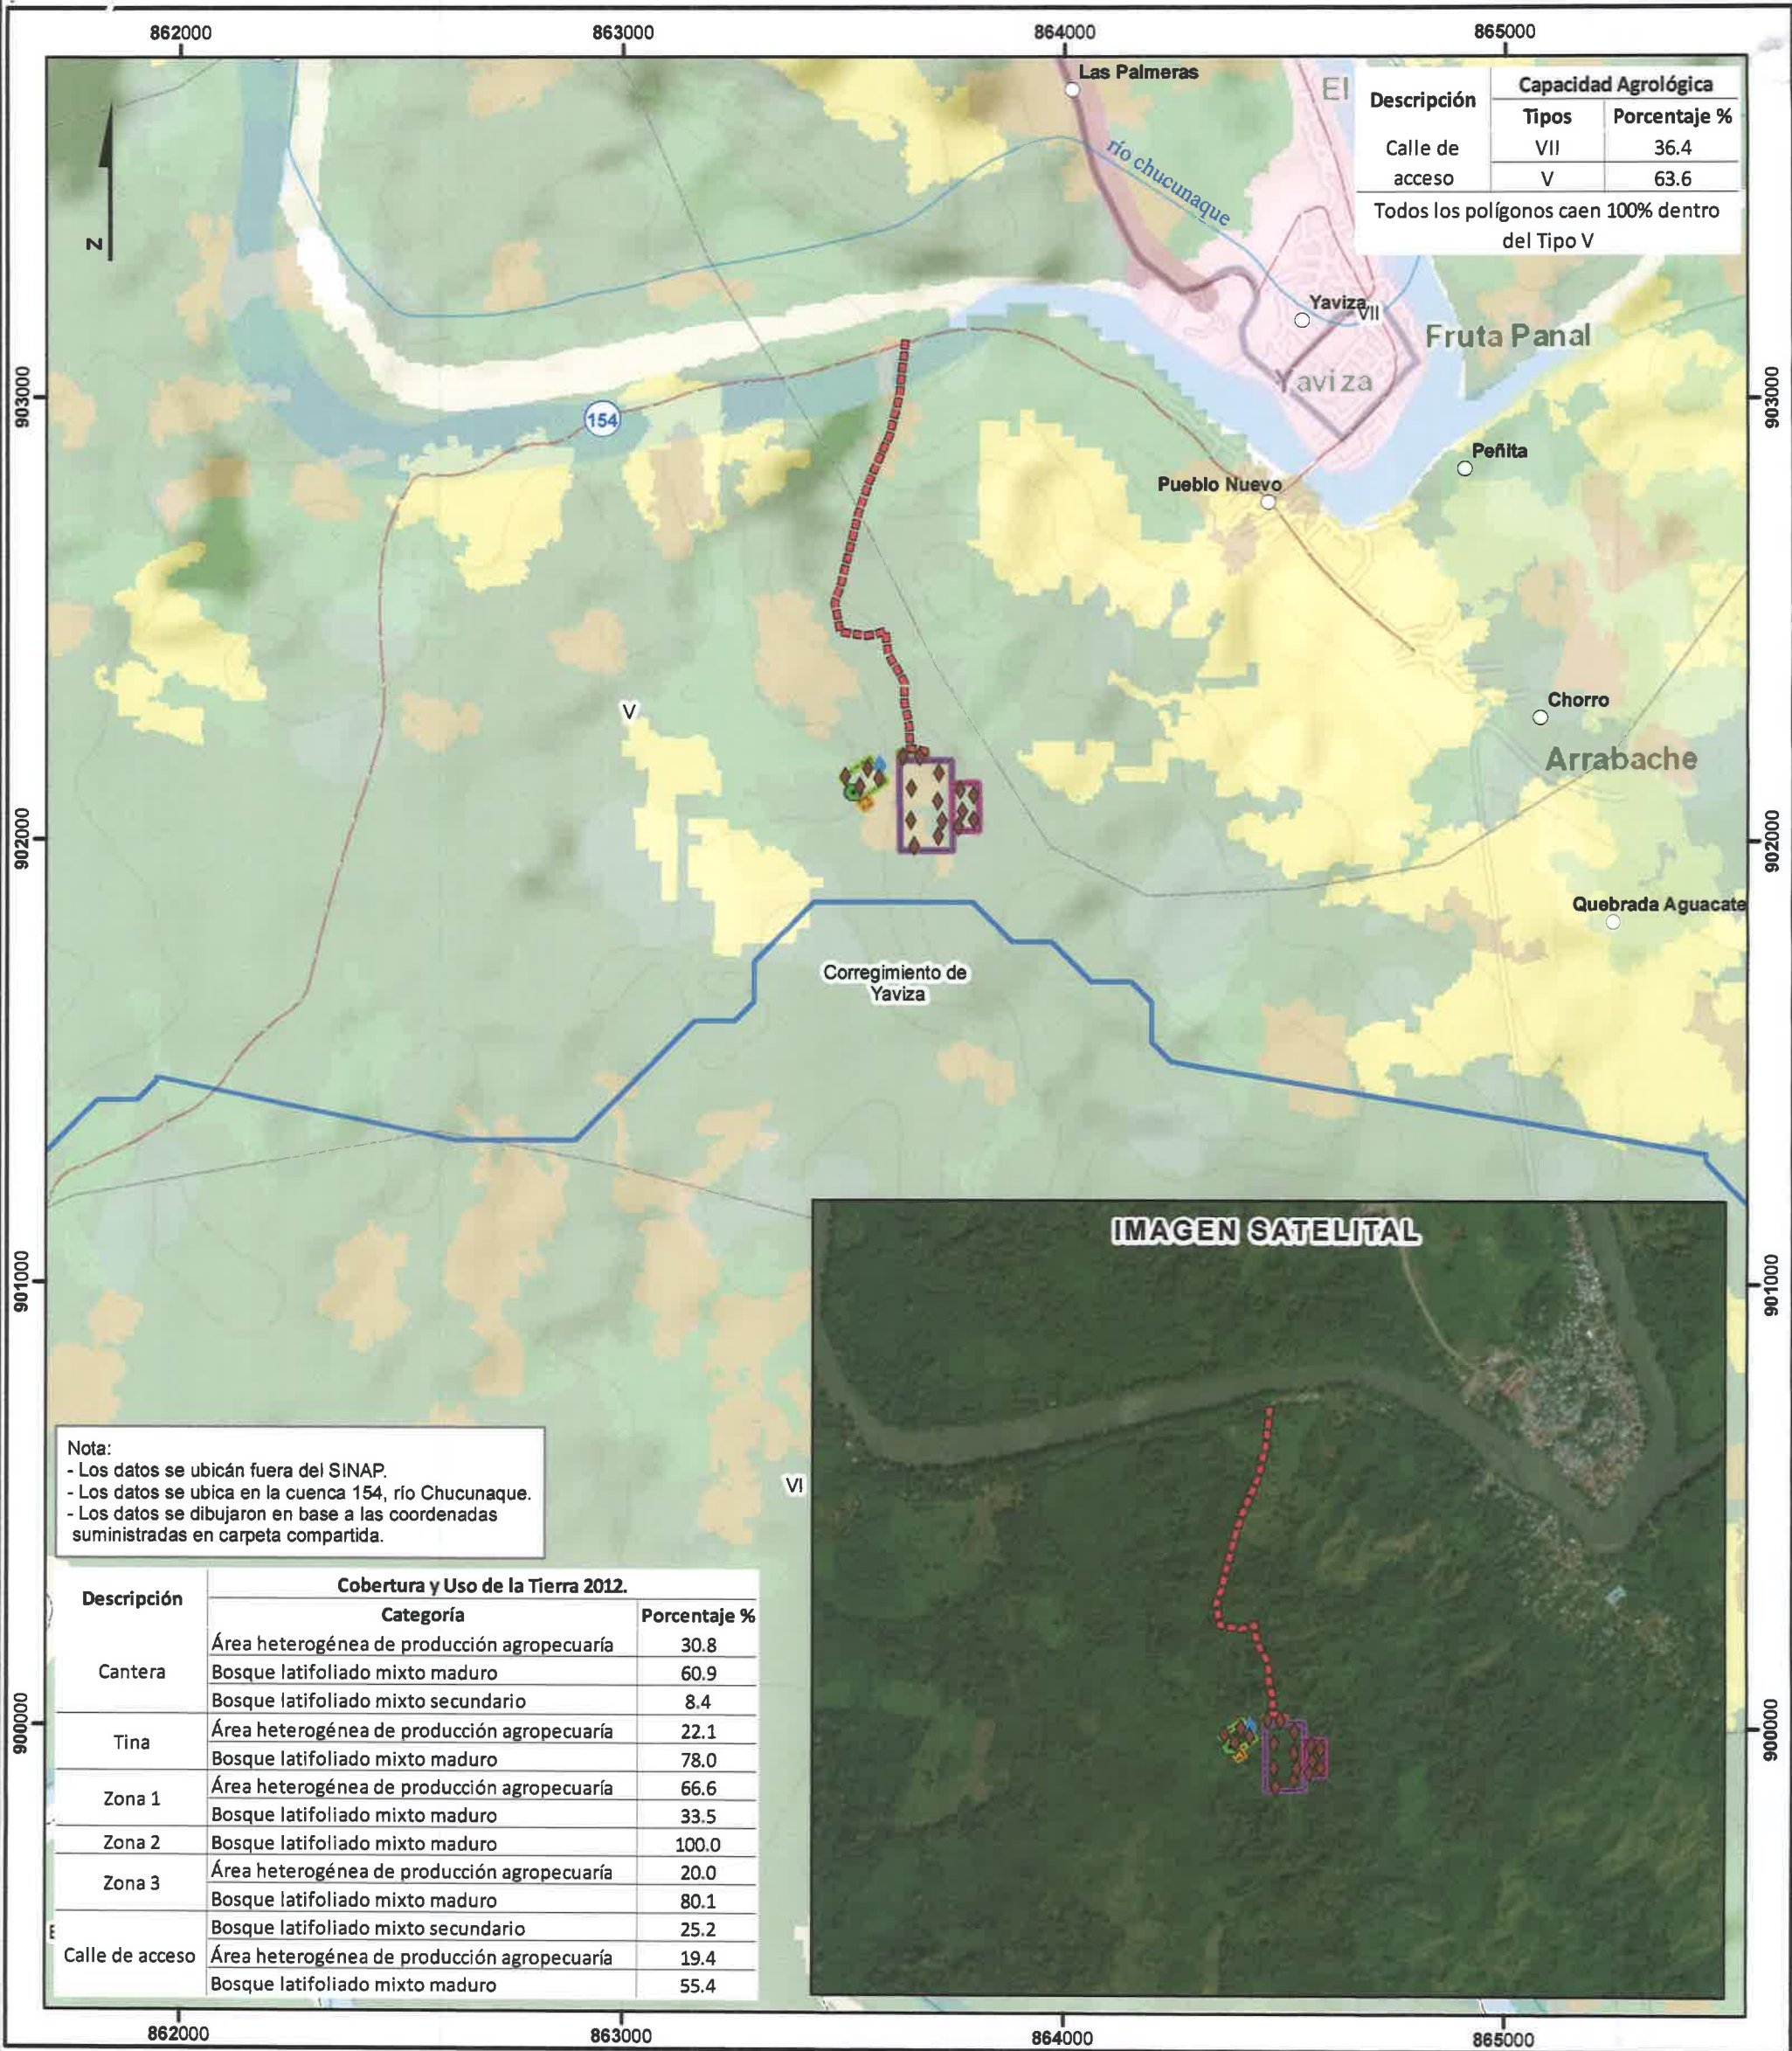 862000 863000 864000 865000
Las Palmeras
El
Descripción Capacidad Agrológica
Tipos Porcentaje %
Calle de acceso VII 36.4
V 63.6
Todos los polígonos caen 100% dentro
del Tipo V
N
río chucunaque
Yaviza
VII
Fruta Panal
Yaviza
903000 903000
154
Peñita
Pueblo Nuevo
Chorro
V
Arrabache
902000 902000
Quebrada Aguacate
Corregimiento de
Yaviza
IMAGEN SATELITAL
901000 901000
Nota:
- Los datos se ubicán fuera del SINAP.
- Los datos se ubica en la cuenca 154, río Chucunaque.
- Los datos se dibujaron en base a las coordenadas
suministradas en carpeta compartida.
VI
Descripción Cobertura y Uso de la Tierra 2012.
Categoría Porcentaje %
Cantera Área heterogénea de producción agropecuaría 30.8
Bosque latifoliado mixto maduro 60.9
Bosque latifoliado mixto secundario 8.4
Tina Área heterogénea de producción agropecuaría 22.1
Bosque latifoliado mixto maduro 78.0
Zona 1 Área heterogénea de producción agropecuaría 66.6
Bosque latifoliado mixto maduro 33.5
Zona 2 Bosque latifoliado mixto maduro 100.0
Zona 3 Área heterogénea de producción agropecuaría 20.0
Bosque latifoliado mixto maduro 80.1
Calle de acceso Bosque latifoliado mixto secundario 25.2
Área heterogénea de producción agropecuaría 19.4
Bosque latifoliado mixto maduro 55.4
900000 900000
862000 863000 864000 865000